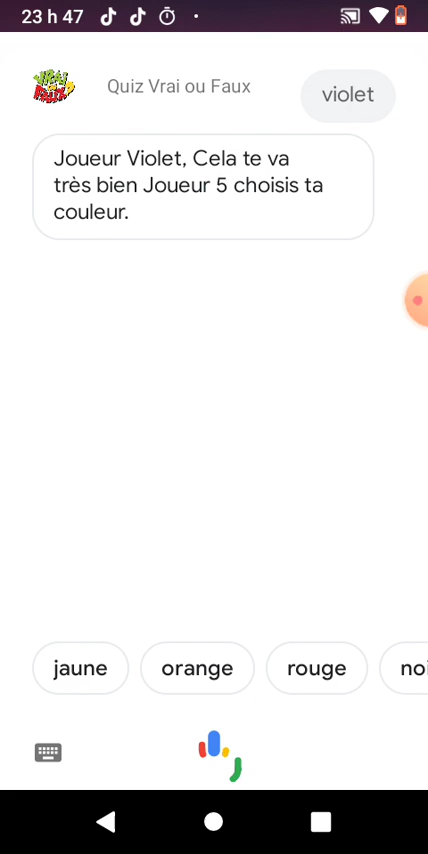 23 h 47
Quiz Vrai ou Faux
violet
Joueur Violet, Cela te va
très bien Joueur 5 choisis ta
couleur.
jaune
orange
rouge